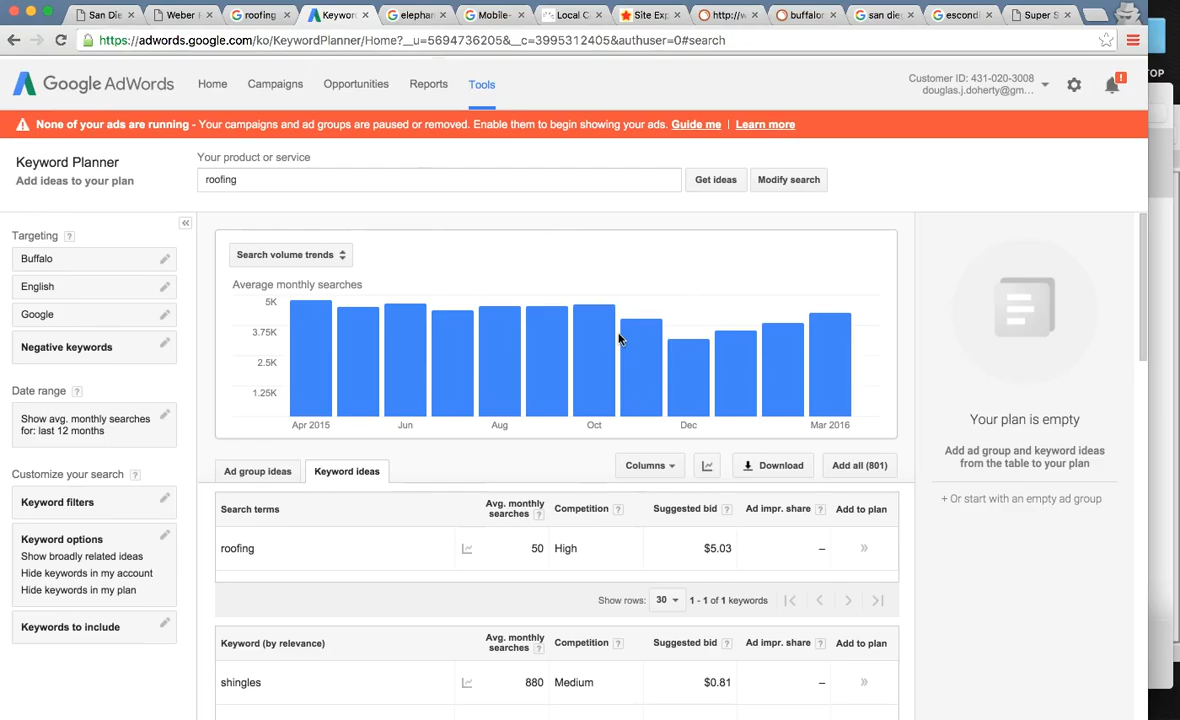 San Die
Weber
roofing
Keywor
elephan
Mobile-
Local C
Site Exp
http://w
buffalor
san dieg
escondi
Super S
https://adwords.google.com/ko/KeywordPlanner/Home?__u=5694736205&__c=3995312405&authuser=0#search
TOP
Google AdWords
Home
Campaigns
Opportunities
Reports
Tools
Customer ID: 431-020-3008
douglas.j.doherty@gm...
!
None of your ads are running - Your campaigns and ad groups are paused or removed. Enable them to begin showing your ads. Guide me | Learn more
Keyword Planner
Add ideas to your plan
Your product or service
roofing
Get ideas
Modify search
Targeting ?
Buffalo
English
Google
Negative keywords
Date range ?
Show avg. monthly searches
for: last 12 months
Customize your search ?
Keyword filters
Keyword options
Show broadly related ideas
Hide keywords in my account
Hide keywords in my plan
Keywords to include
Search volume trends
Average monthly searches
5K
3.75K
2.5K
1.25K
Apr 2015
Jun
Aug
Oct
Dec
Mar 2016
Ad group ideas
Keyword ideas
Columns
Download
Add all (801)
Search terms
Avg. monthly
searches ?
Competition ?
Suggested bid ?
Ad impr. share ?
Add to plan
roofing
50
High
$5.03
–
»
Show rows: 30
1 - 1 of 1 keywords
Keyword (by relevance)
Avg. monthly
searches ?
Competition ?
Suggested bid ?
Ad impr. share ?
Add to plan
shingles
880
Medium
$0.81
–
»
Your plan is empty
Add ad group and keyword ideas
from the table to your plan
+ Or start with an empty ad group